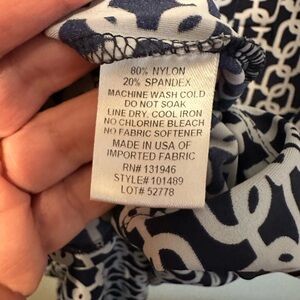 80% NYLON
20% SPANDEX
MACHINE WASH COLD
DO NOT SOAK
LINE DRY, COOL IRON
NO CHLORINE BLEACH
NO FABRIC SOFTENER
MADE IN USA OF
IMPORTED FABRIC
RN# 131946
STYLE# 101489
LOT# 52778